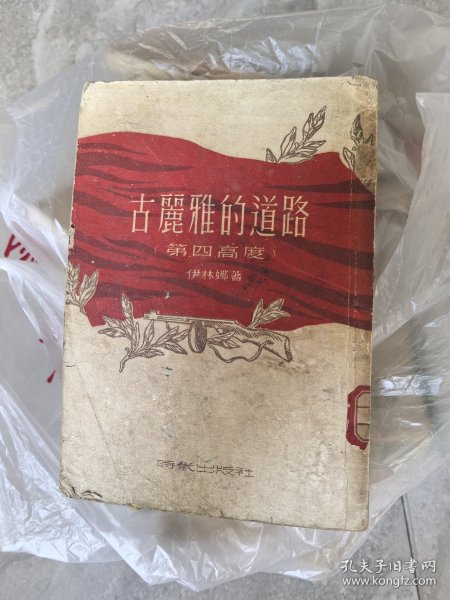 古麗雅的道路
（第四高度）
伊林娜著
時代出版社
孔夫子旧书网
www.kongfz.com